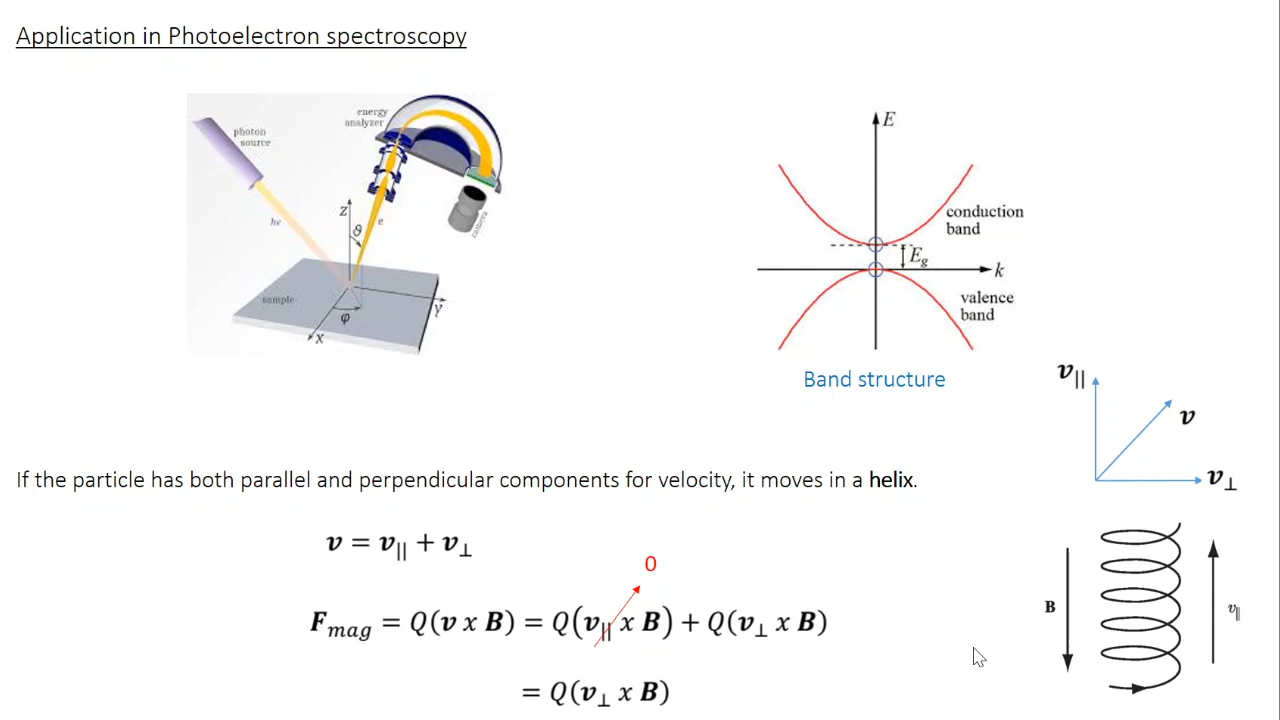 Application in Photoelectron spectroscopy
photon
source
energy
analyzer
hν
z
ϑ
e
camera
sample
φ
x
y
E
conduction
band
E_g
k
valence
band
Band structure
v_||
v
v_⊥
If the particle has both parallel and perpendicular components for velocity, it moves in a helix.
v = v_|| + v_⊥
0
F_mag = Q(v x B) = Q(v_|| x B) + Q(v_⊥ x B)
= Q(v_⊥ x B)
B
v_||